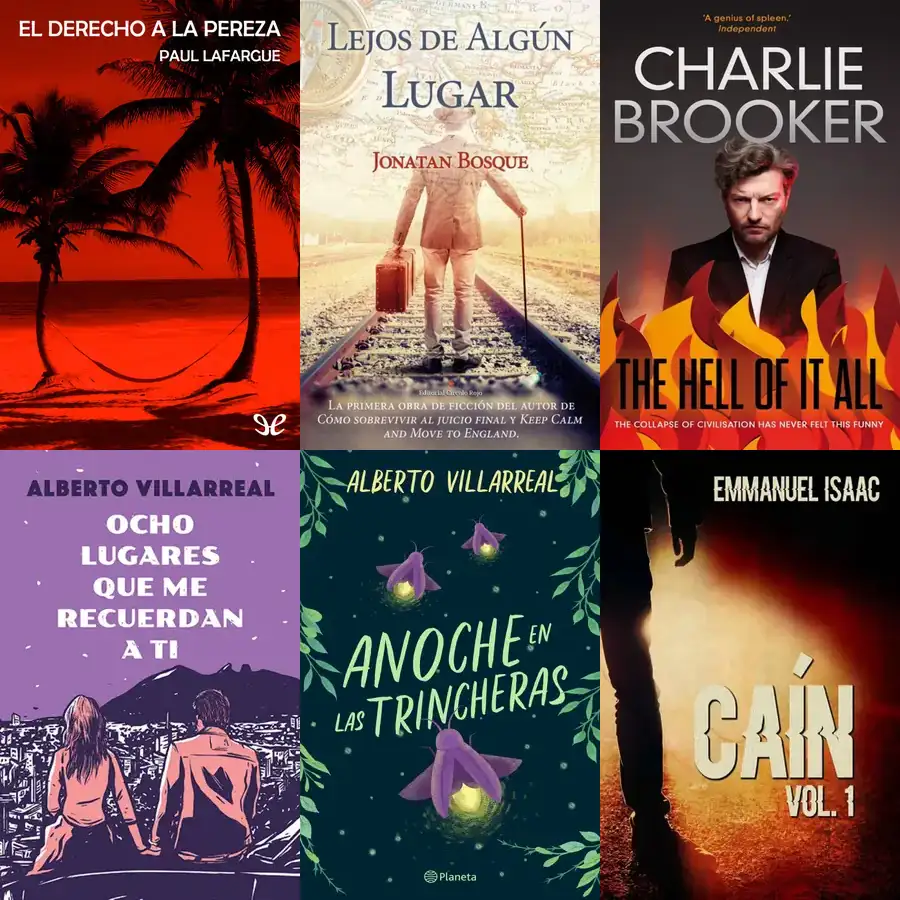 EL DERECHO A LA PEREZA
PAUL LAFARGUE
LEJOS DE ALGÚN
LUGAR
JONATAN BOSQUE
Editorial Círculo Rojo
LA PRIMERA OBRA DE FICCIÓN DEL AUTOR DE
CÓMO SOBREVIVIR AL JUICIO FINAL Y KEEP CALM
AND MOVE TO ENGLAND.
'A genius of spleen.'
Independent
CHARLIE
BROOKER
THE HELL OF IT ALL
THE COLLAPSE OF CIVILISATION HAS NEVER FELT THIS FUNNY
ALBERTO VILLARREAL
OCHO
LUGARES
QUE ME
RECUERDAN
A TI
ALBERTO VILLARREAL
ANOCHE EN
LAS TRINCHERAS
Planeta
EMMANUEL ISAAC
CAÍN
VOL. 1